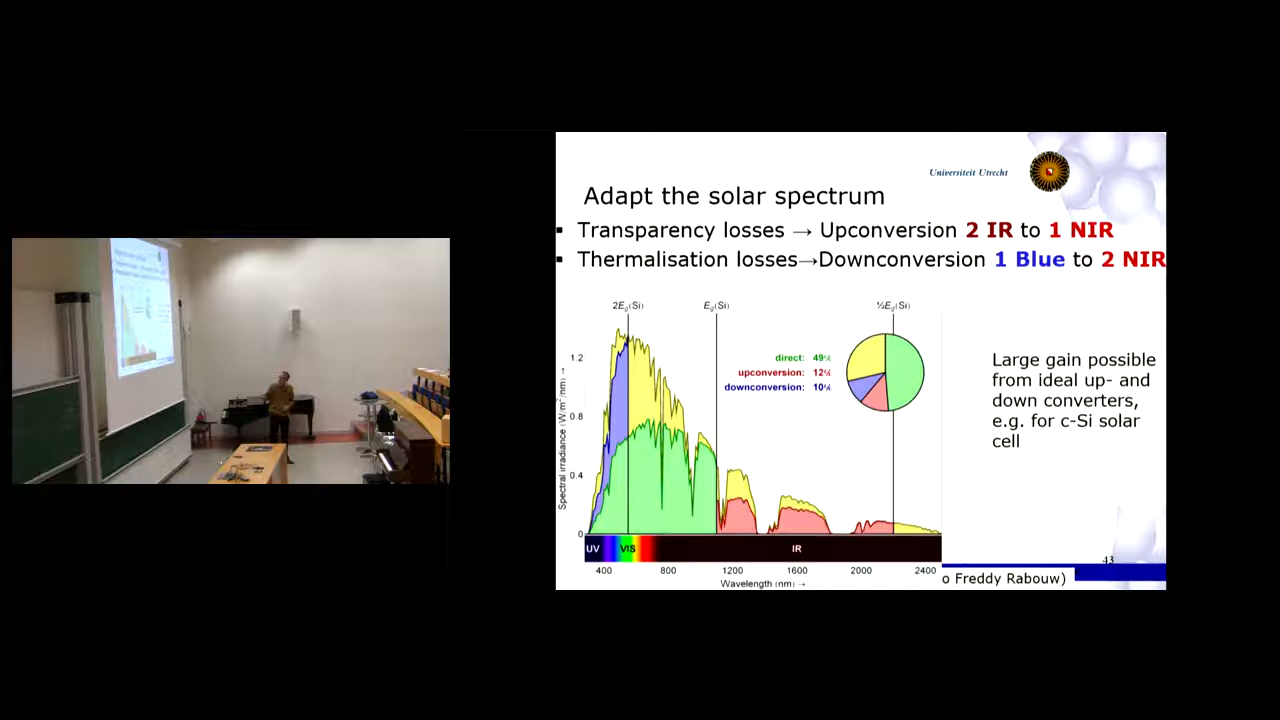 Universiteit Utrecht
Adapt the solar spectrum
▪ Transparency losses → Upconversion 2 IR to 1 NIR
▪ Thermalisation losses→Downconversion 1 Blue to 2 NIR
2Eg(Si) Eg(Si) ½Eg(Si)
direct: 49%
upconversion: 12%
downconversion: 10%
Large gain possible
from ideal up- and
down converters,
e.g. for c-Si solar
cell
Spectral irradiance (W/m²/nm) →
1.2
0.8
0.4
0
UV VIS IR
400 800 1200 1600 2000 2400
Wavelength (nm) →
43
o Freddy Rabouw)